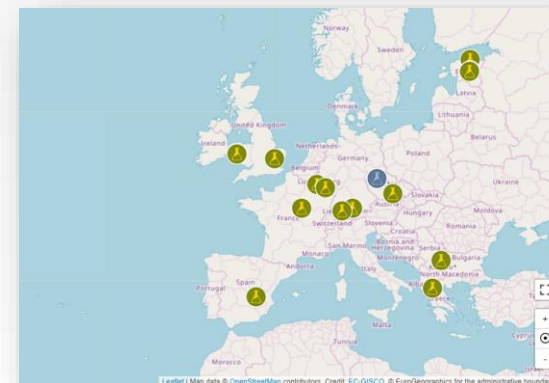 Norway
Sweden
Latvia
Denmark
Lithuania
United Kingdom
Ireland
Belarus
Netherlands
Poland
Germany
Belgium
Ukraine
Slovakia
Austria
Hungary
Moldova
France
Switzerland
Slovenia
Romania
Croatia
San Marino
Bosnia and
Herzegovina
Serbia
Monaco
Montenegro
Bulgaria
Andorra
Italy
North Macedonia
Portugal
Spain
Greece
Malta
Tunisia
Morocco
+
-
Leaflet | Map data © OpenStreetMap contributors, Credit: EC-GISCO, © EuroGeographics for the administrative